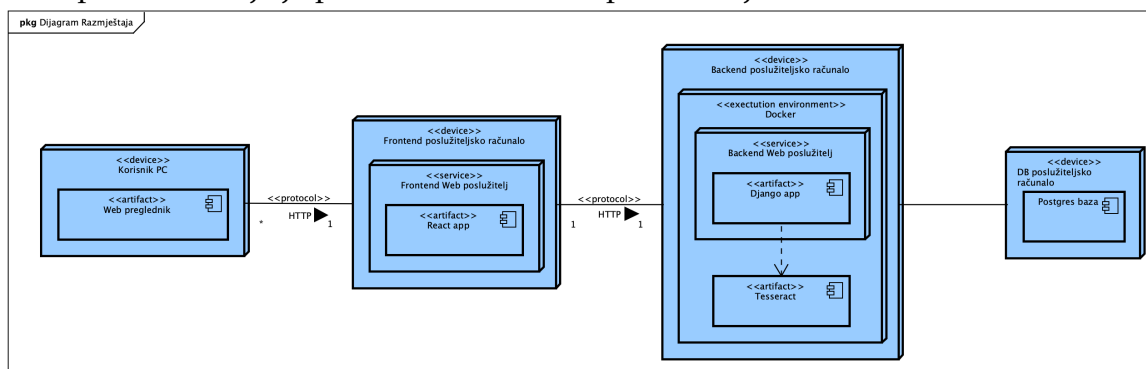 pkg Dijagram Razmještaja
<<device>>
Korisnik PC
<<artifact>>
Web preglednik
<<protocol>>
HTTP
*
1
<<device>>
Frontend poslužiteljsko računalo
<<service>>
Frontend Web poslužitelj
<<artifact>>
React app
<<protocol>>
HTTP
1
1
<<device>>
Backend poslužiteljsko računalo
<<exectution environment>>
Docker
<<service>>
Backend Web poslužitelj
<<artifact>>
Django app
<<artifact>>
Tesseract
<<device>>
DB poslužiteljsko
računalo
Postgres baza